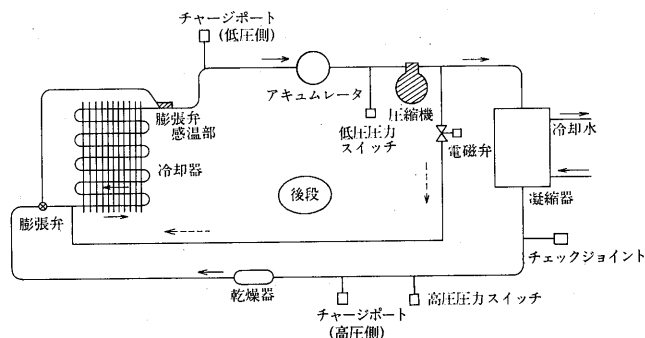 チャージポート
(低圧側)
アキュムレータ
圧縮機
膨張弁
感温部
低圧圧力
スイッチ
電磁弁
冷却水
冷却器
後段
凝縮器
膨張弁
チェックジョイント
乾燥器
チャージポート
(高圧側)
高圧圧力スイッチ